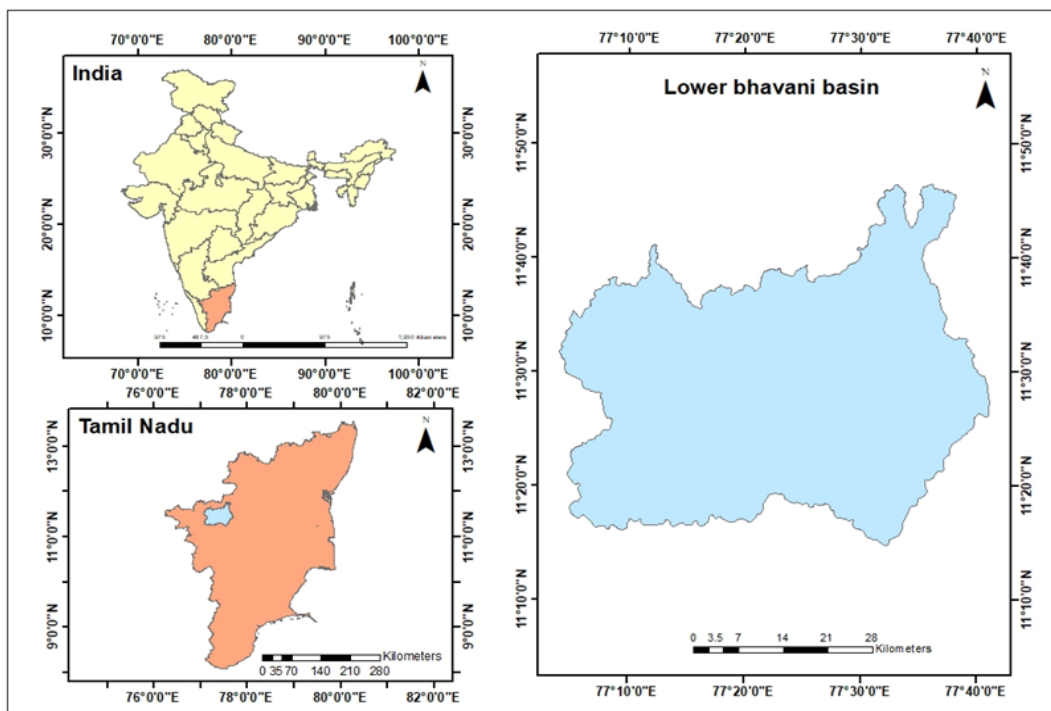 70°0'0"E 80°0'0"E 90°0'0"E 100°0'0"E
India
N
30°0'0"N
20°0'0"N
10°0'0"N
30°0'0"N
20°0'0"N
10°0'0"N
0
Kilometers
70°0'0"E 80°0'0"E 90°0'0"E 100°0'0"E
76°0'0"E 78°0'0"E 80°0'0"E 82°0'0"E
Tamil Nadu
N
13°0'0"N
11°0'0"N
9°0'0"N
13°0'0"N
11°0'0"N
9°0'0"N
Kilometers
0 35 70 140 210 280
76°0'0"E 78°0'0"E 80°0'0"E 82°0'0"E
77°10'0"E 77°20'0"E 77°30'0"E 77°40'0"E
Lower bhavani basin
N
11°50'0"N
11°40'0"N
11°30'0"N
11°20'0"N
11°10'0"N
11°50'0"N
11°40'0"N
11°30'0"N
11°20'0"N
11°10'0"N
0 3.5 7 14 21 28
Kilometers
77°10'0"E 77°20'0"E 77°30'0"E 77°40'0"E